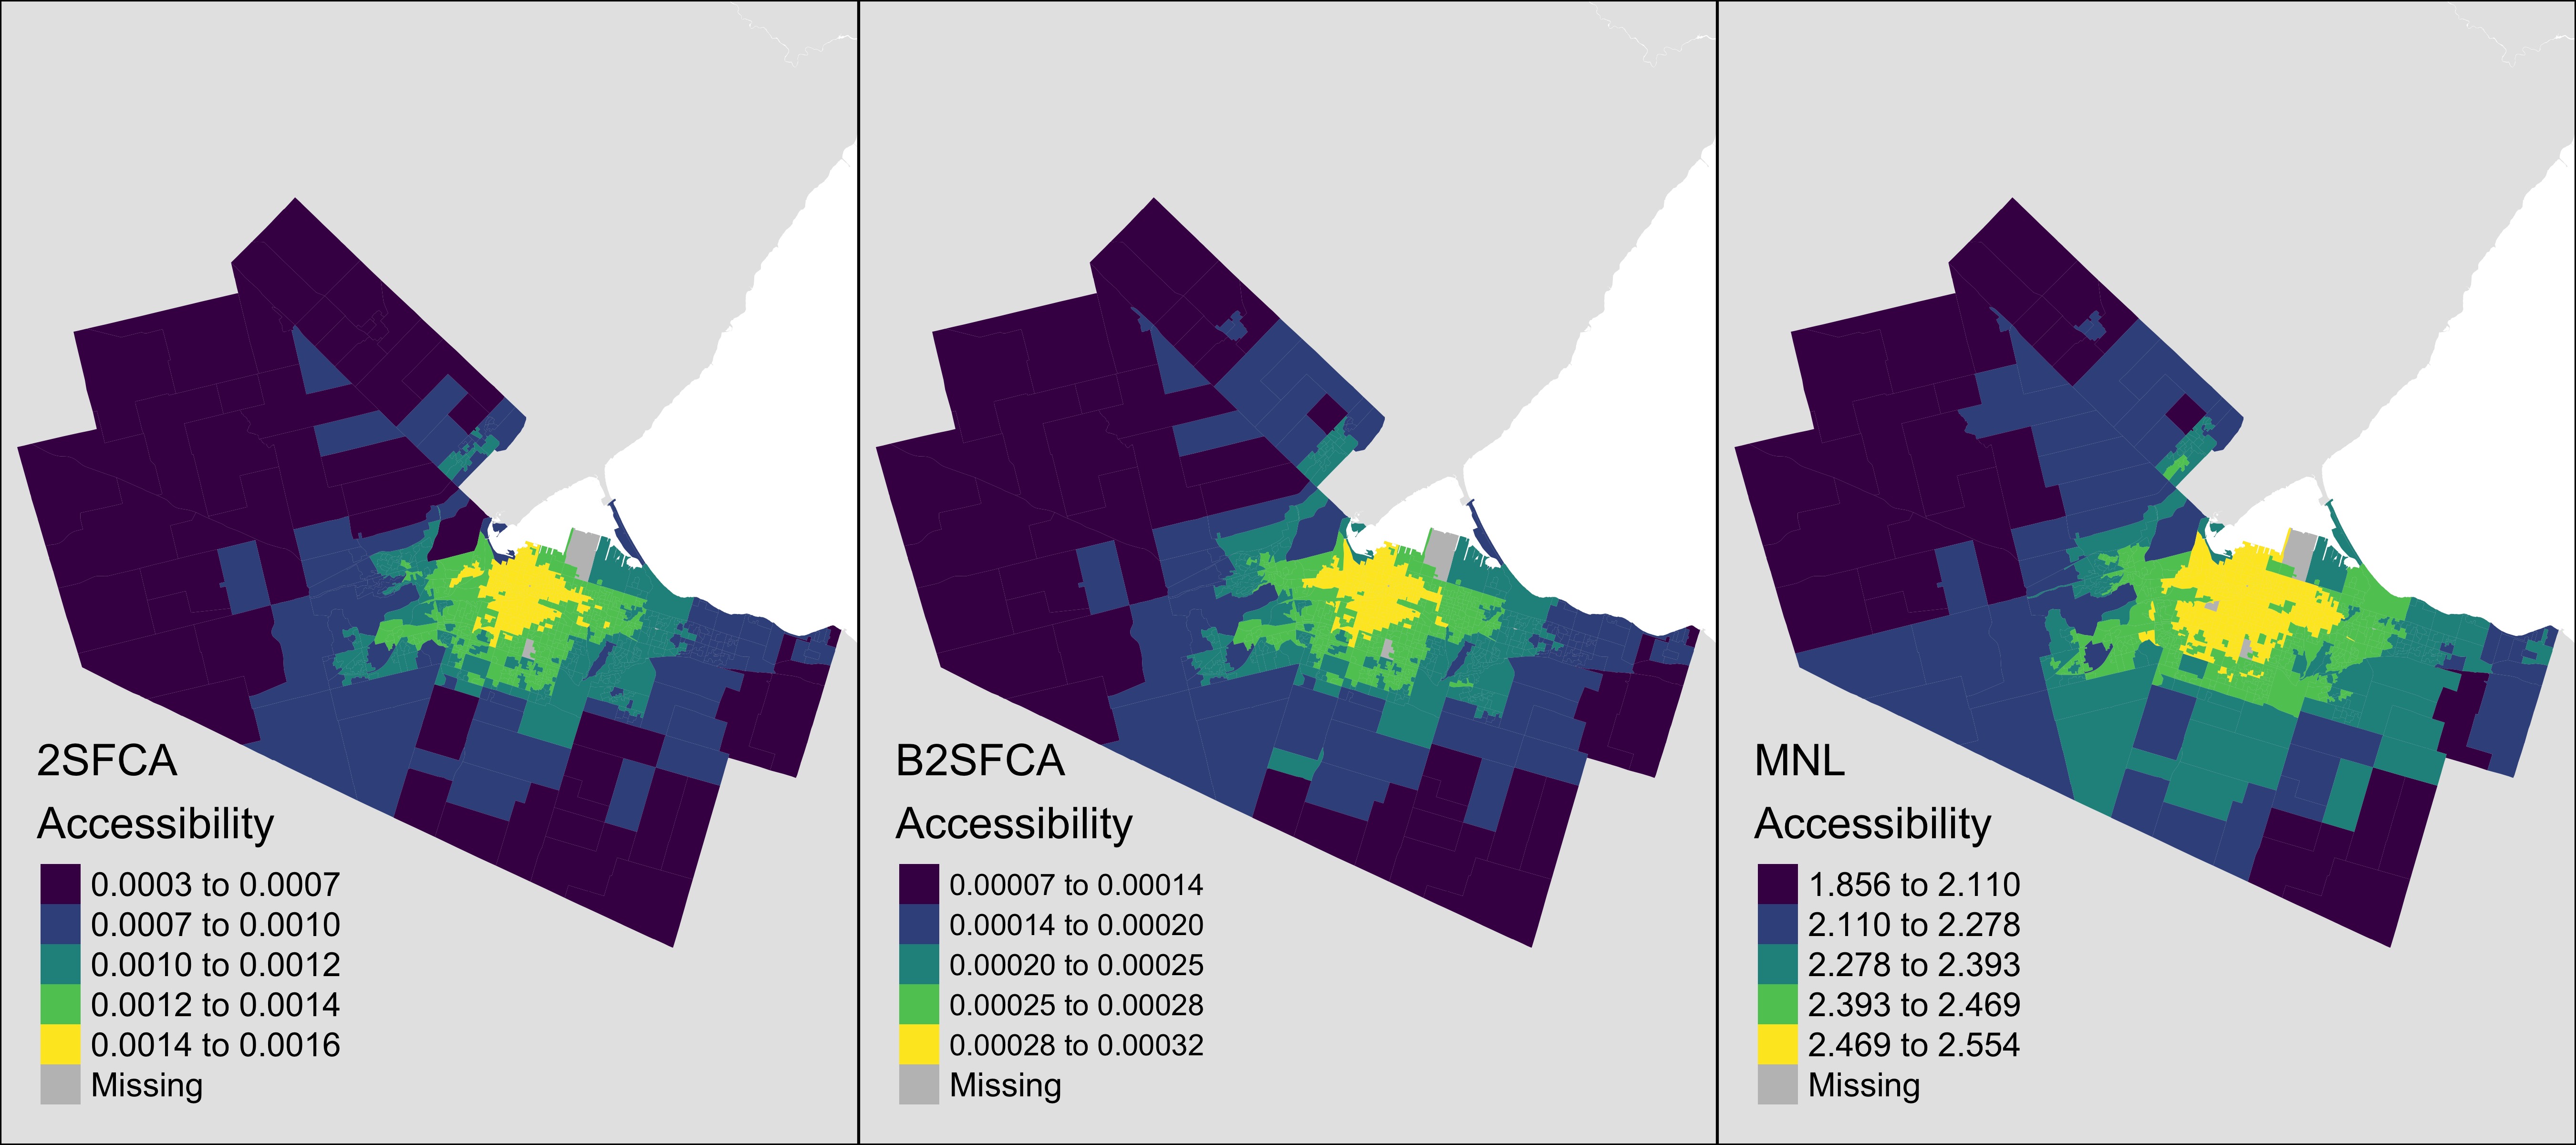 2SFCA
Accessibility
0.0003 to 0.0007
0.0007 to 0.0010
0.0010 to 0.0012
0.0012 to 0.0014
0.0014 to 0.0016
Missing
B2SFCA
Accessibility
0.00007 to 0.00014
0.00014 to 0.00020
0.00020 to 0.00025
0.00025 to 0.00028
0.00028 to 0.00032
Missing
MNL
Accessibility
1.856 to 2.110
2.110 to 2.278
2.278 to 2.393
2.393 to 2.469
2.469 to 2.554
Missing